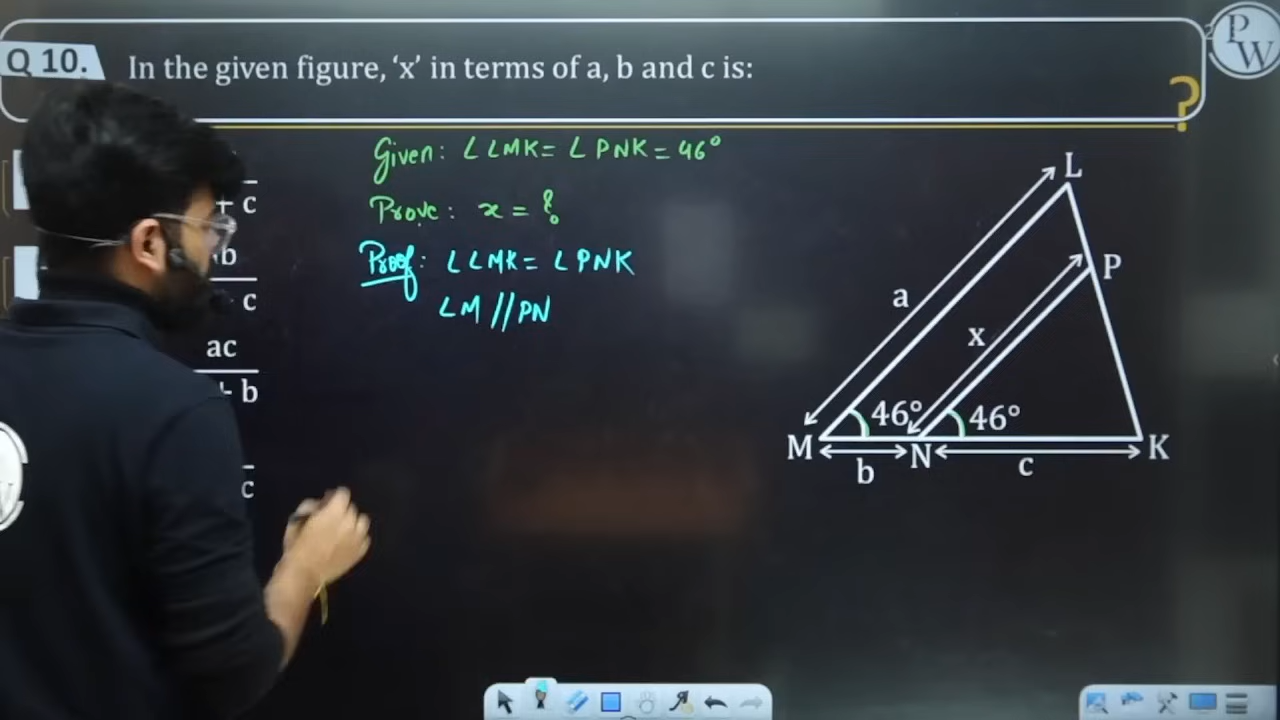 Q 10.
In the given figure, ‘x’ in terms of a, b and c is:
PW
?
Given: ∠LMK = ∠PNK = 46°
Prove: x = ?
Proof: ∠LMK = ∠PNK
LM // PN
+ c
b
c
ac
+ b
c
L
P
a
x
46°
46°
M
N
K
b
c